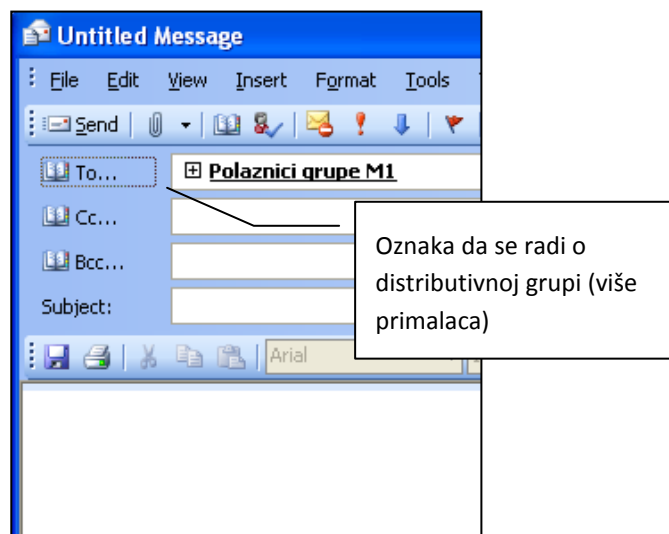 Untitled Message
File Edit View Insert Format Tools
Send
To... Polaznici grupe M1
Cc...
Bcc...
Subject:
Arial
Oznaka da se radi o
distributivnoj grupi (više
primalaca)